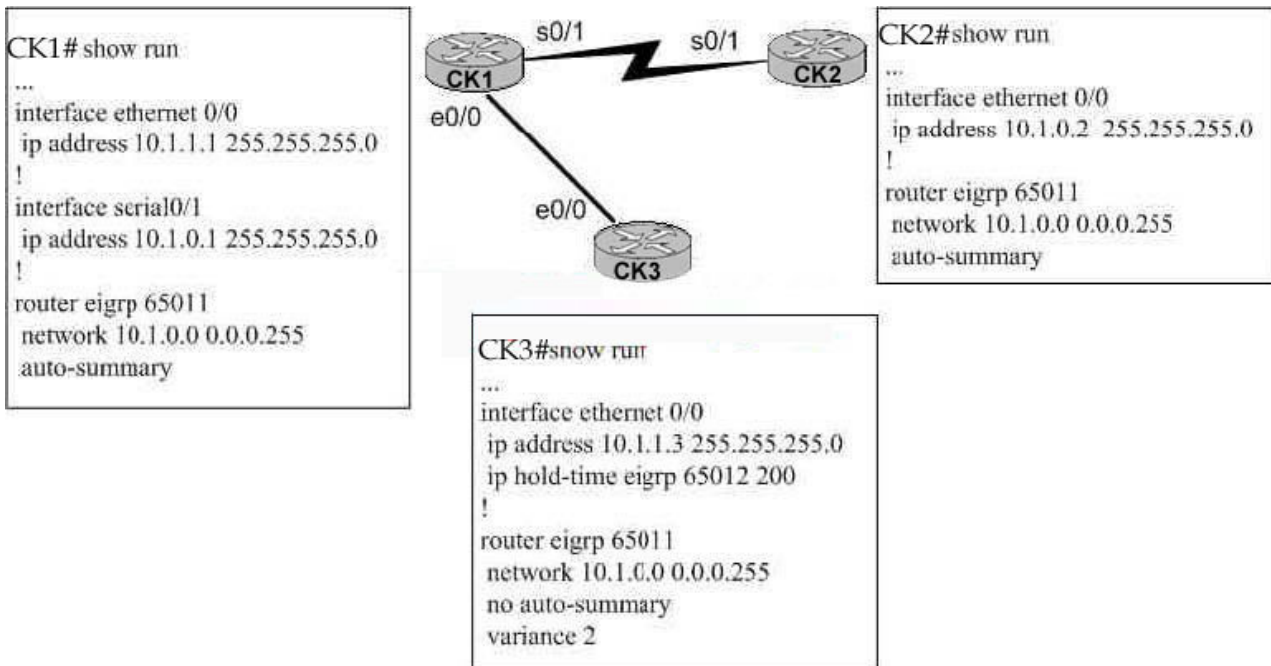 CK1# show run
...
interface ethernet 0/0
ip address 10.1.1.1 255.255.255.0
!
interface serial0/1
ip address 10.1.0.1 255.255.255.0
!
router eigrp 65011
network 10.1.0.0 0.0.0.255
auto-summary
s0/1
s0/1
CK1
CK2
e0/0
e0/0
CK3
CK2#show run
...
interface ethernet 0/0
ip address 10.1.0.2 255.255.255.0
!
router eigrp 65011
network 10.1.0.0 0.0.0.255
auto-summary
CK3#snow run
...
interface ethernet 0/0
ip address 10.1.1.3 255.255.255.0
ip hold-time eigrp 65012 200
!
router eigrp 65011
network 10.1.0.0 0.0.0.255
no auto-summary
variance 2